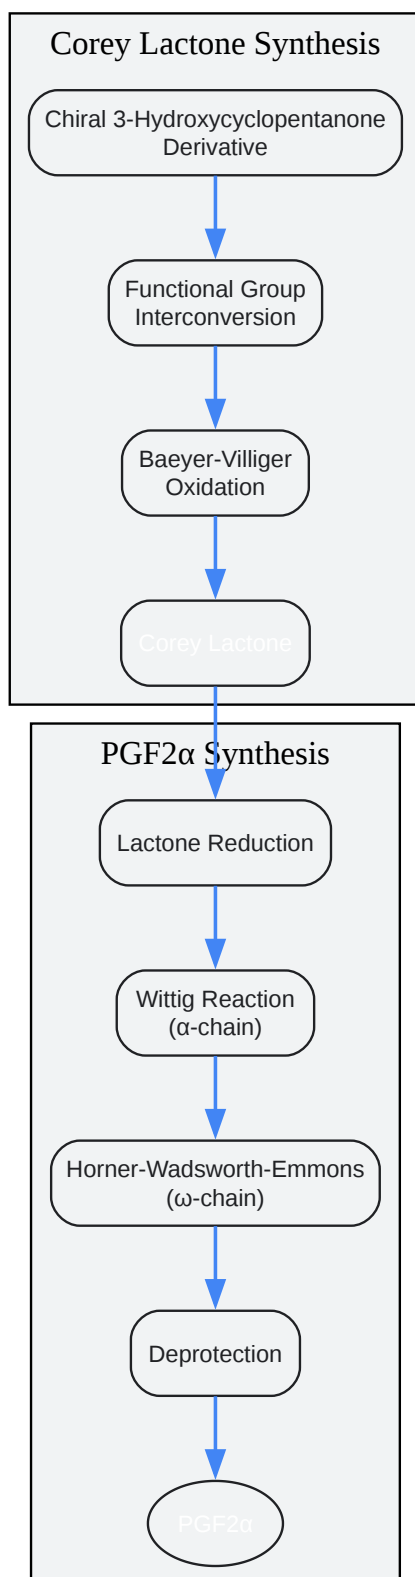 Corey Lactone Synthesis
Chiral 3-Hydroxycyclopentanone
Derivative
Functional Group
Interconversion
Baeyer-Villiger
Oxidation
Corey Lactone
PGF2α Synthesis
Lactone Reduction
Wittig Reaction
(α-chain)
Horner-Wadsworth-Emmons
(ω-chain)
Deprotection
PGF2α